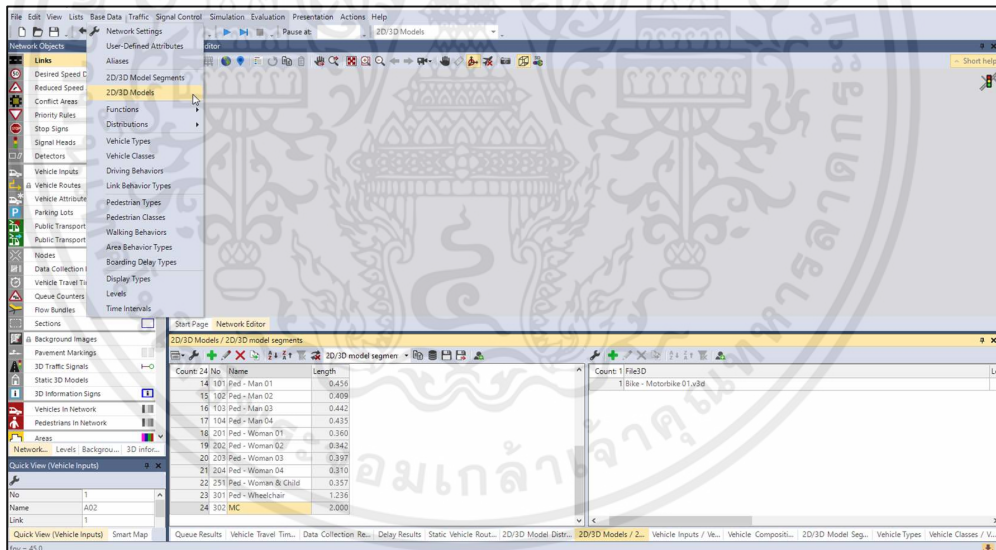 File Edit View Lists Base Data Traffic Signal Control Simulation Evaluation Presentation Actions Help
Pause at: 2D/3D Models
Network Objects
Short help
Links
Desired Speed D
Reduced Speed
Conflict Areas
Priority Rules
Stop Signs
Signal Heads
Detectors
Vehicle Inputs
Vehicle Routes
Vehicle Attribute
Parking Lots
Public Transport
Public Transport
Nodes
Data Collection
Vehicle Travel Ti
Queue Counters
Flow Bundles
Sections
Background Images
Pavement Markings
3D Traffic Signals
Static 3D Models
3D Information Signs
Vehicles In Network
Pedestrians In Network
Areas
Network... Levels Backgrou... 3D infor...
Network Settings
User-Defined Attributes
Aliases
2D/3D Model Segments
2D/3D Models
Functions
Distributions
Vehicle Types
Vehicle Classes
Driving Behaviors
Link Behavior Types
Pedestrian Types
Pedestrian Classes
Walking Behaviors
Area Behavior Types
Boarding Delay Types
Display Types
Levels
Time Intervals
Start Page Network Editor
2D/3D Models / 2D/3D model segments
2D/3D model segmen
Count: 24 No Name Length
14 101 Ped - Man 01 0.456
15 102 Ped - Man 02 0.409
16 103 Ped - Man 03 0.442
17 104 Ped - Man 04 0.435
18 201 Ped - Woman 01 0.360
19 202 Ped - Woman 02 0.342
20 203 Ped - Woman 03 0.397
21 204 Ped - Woman 04 0.310
22 251 Ped - Woman & Child 0.357
23 301 Ped - Wheelchair 1.236
24 302 MC 2.000
Count: 1 File3D
1 Bike - Motorbike 01.v3d
Quick View (Vehicle Inputs)
No 1
Name A02
Link 1
Quick View (Vehicle Inputs) Smart Map
Queue Results Vehicle Travel Tim... Data Collection Re... Delay Results Static Vehicle Rout... 2D/3D Model Distr... 2D/3D Models / 2... Vehicle Inputs / Ve... Vehicle Compositi... 2D/3D Model Seg... Vehicle Types Vehicle Classes / V...